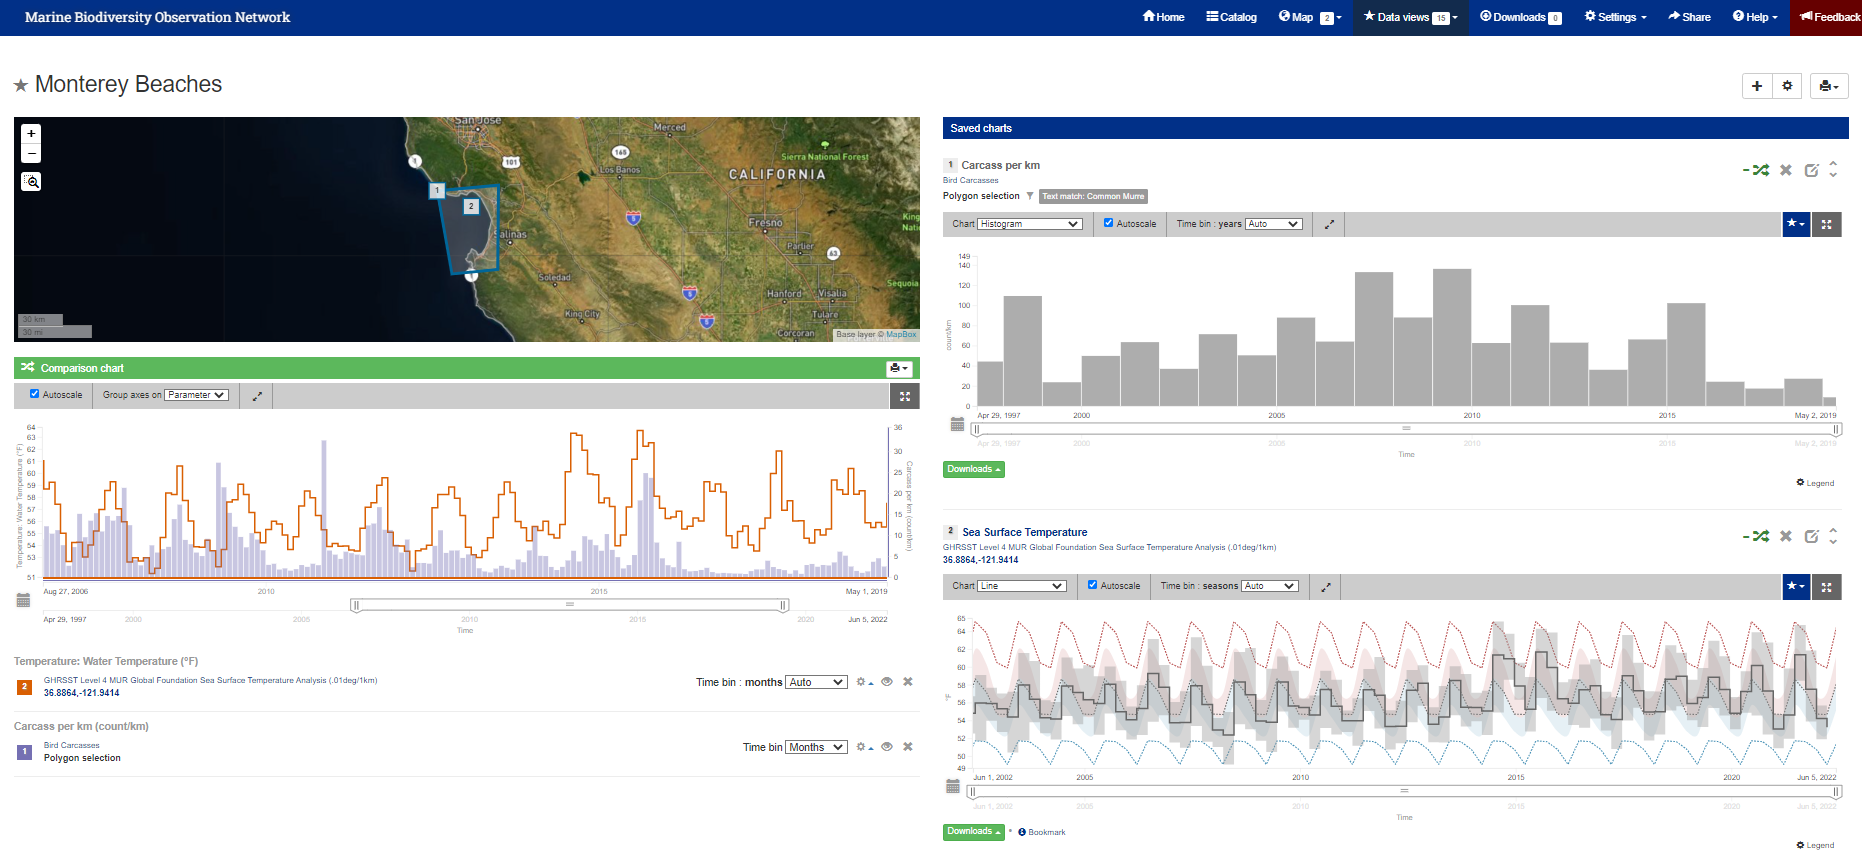 Marine Biodiversity Observation Network
Home
Catalog
Map 2
Data views 15
Downloads 0
Settings
Share
Help
Feedback
Monterey Beaches
San Jose
Merced
Sierra National Forest
165
101
Los Banos
CALIFORNIA
1
1
2
Salinas
5
Fresno
King
Nati
Parlier
63
1
Soledad
5
Hanford
Visalia
Sequoia
King City
5
Tulare
Corcoran
30 km
30 mi
Base layer © MapBox
Comparison chart
Autoscale
Group axes on Parameter
64
63
62
61
60
59
58
57
56
55
54
53
51
Temperature: Water Temperature (°F)
36
30
25
20
15
10
5
0
Carcass per km (count/km)
Aug 27, 2006
2010
2015
May 1, 2019
Apr 29, 1997
2000
2005
2010
2015
2020
Jun 5, 2022
Time
Temperature: Water Temperature (°F)
2
GHRSST Level 4 MUR Global Foundation Sea Surface Temperature Analysis (.01deg/1km)
36.8864,-121.9414
Time bin : months Auto
Carcass per km (count/km)
1
Bird Carcasses
Polygon selection
Time bin Months
Saved charts
1 Carcass per km
Bird Carcasses
Polygon selection Text match: Common Murre
Chart Histogram
Autoscale
Time bin : years Auto
149
140
120
100
80
60
40
20
0
count/km
Apr 29, 1997
2000
2005
2010
2015
May 2, 2019
Apr 29, 1997
2000
2005
2010
2015
May 2, 2019
Time
Downloads
Legend
2 Sea Surface Temperature
GHRSST Level 4 MUR Global Foundation Sea Surface Temperature Analysis (.01deg/1km)
36.8864,-121.9414
Chart Line
Autoscale
Time bin : seasons Auto
65
64
62
60
58
56
54
52
50
49
°F
Jun 1, 2002
2005
2010
2015
2020
Jun 5, 2022
Jun 1, 2002
2005
2010
2015
2020
Jun 5, 2022
Time
Downloads
Bookmark
Legend